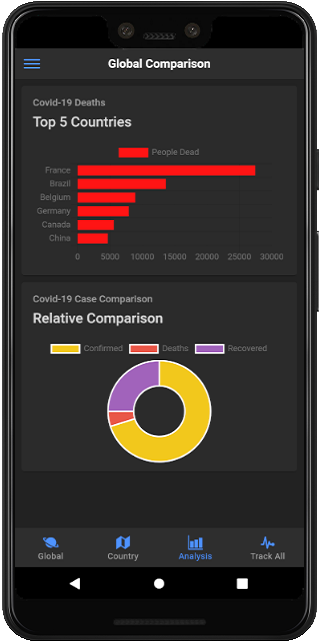 Global Comparison
Covid-19 Deaths
Top 5 Countries
People Dead
France
Brazil
Belgium
Germany
Canada
China
0 5000 10000 15000 20000 25000 30000
Covid-19 Case Comparison
Relative Comparison
Confirmed Deaths Recovered
Global Country Analysis Track All